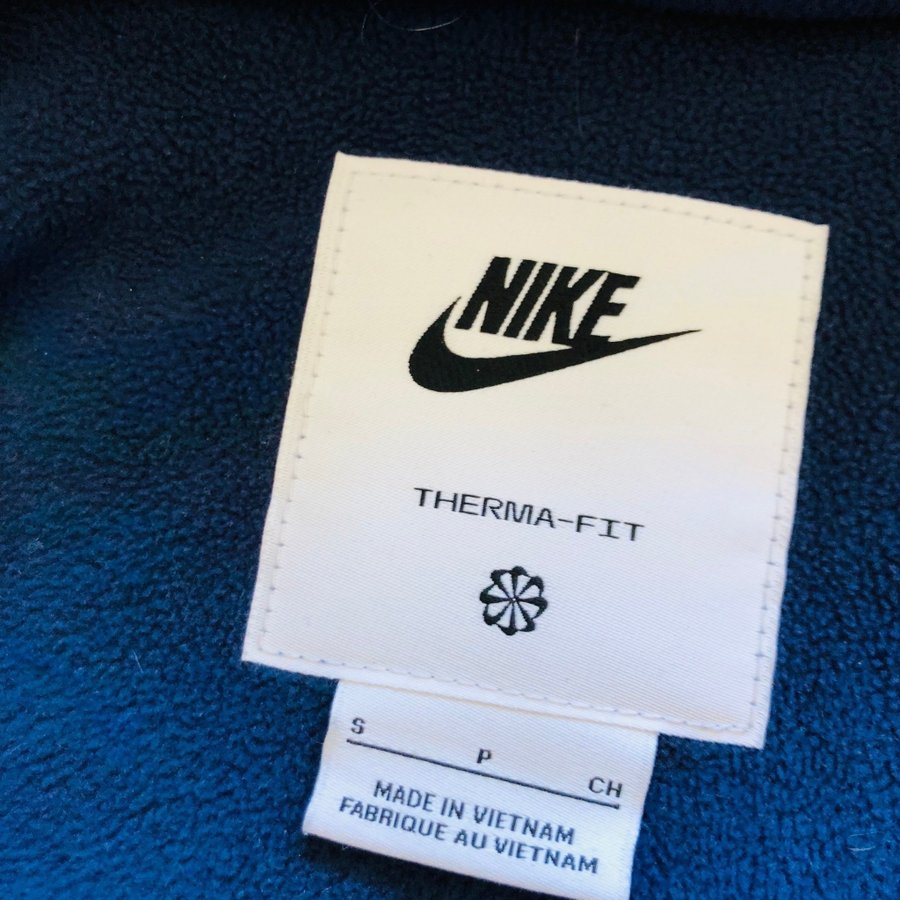 NIKE
THERMA-FIT
S P CH
MADE IN VIETNAM
FABRIQUE AU VIETNAM